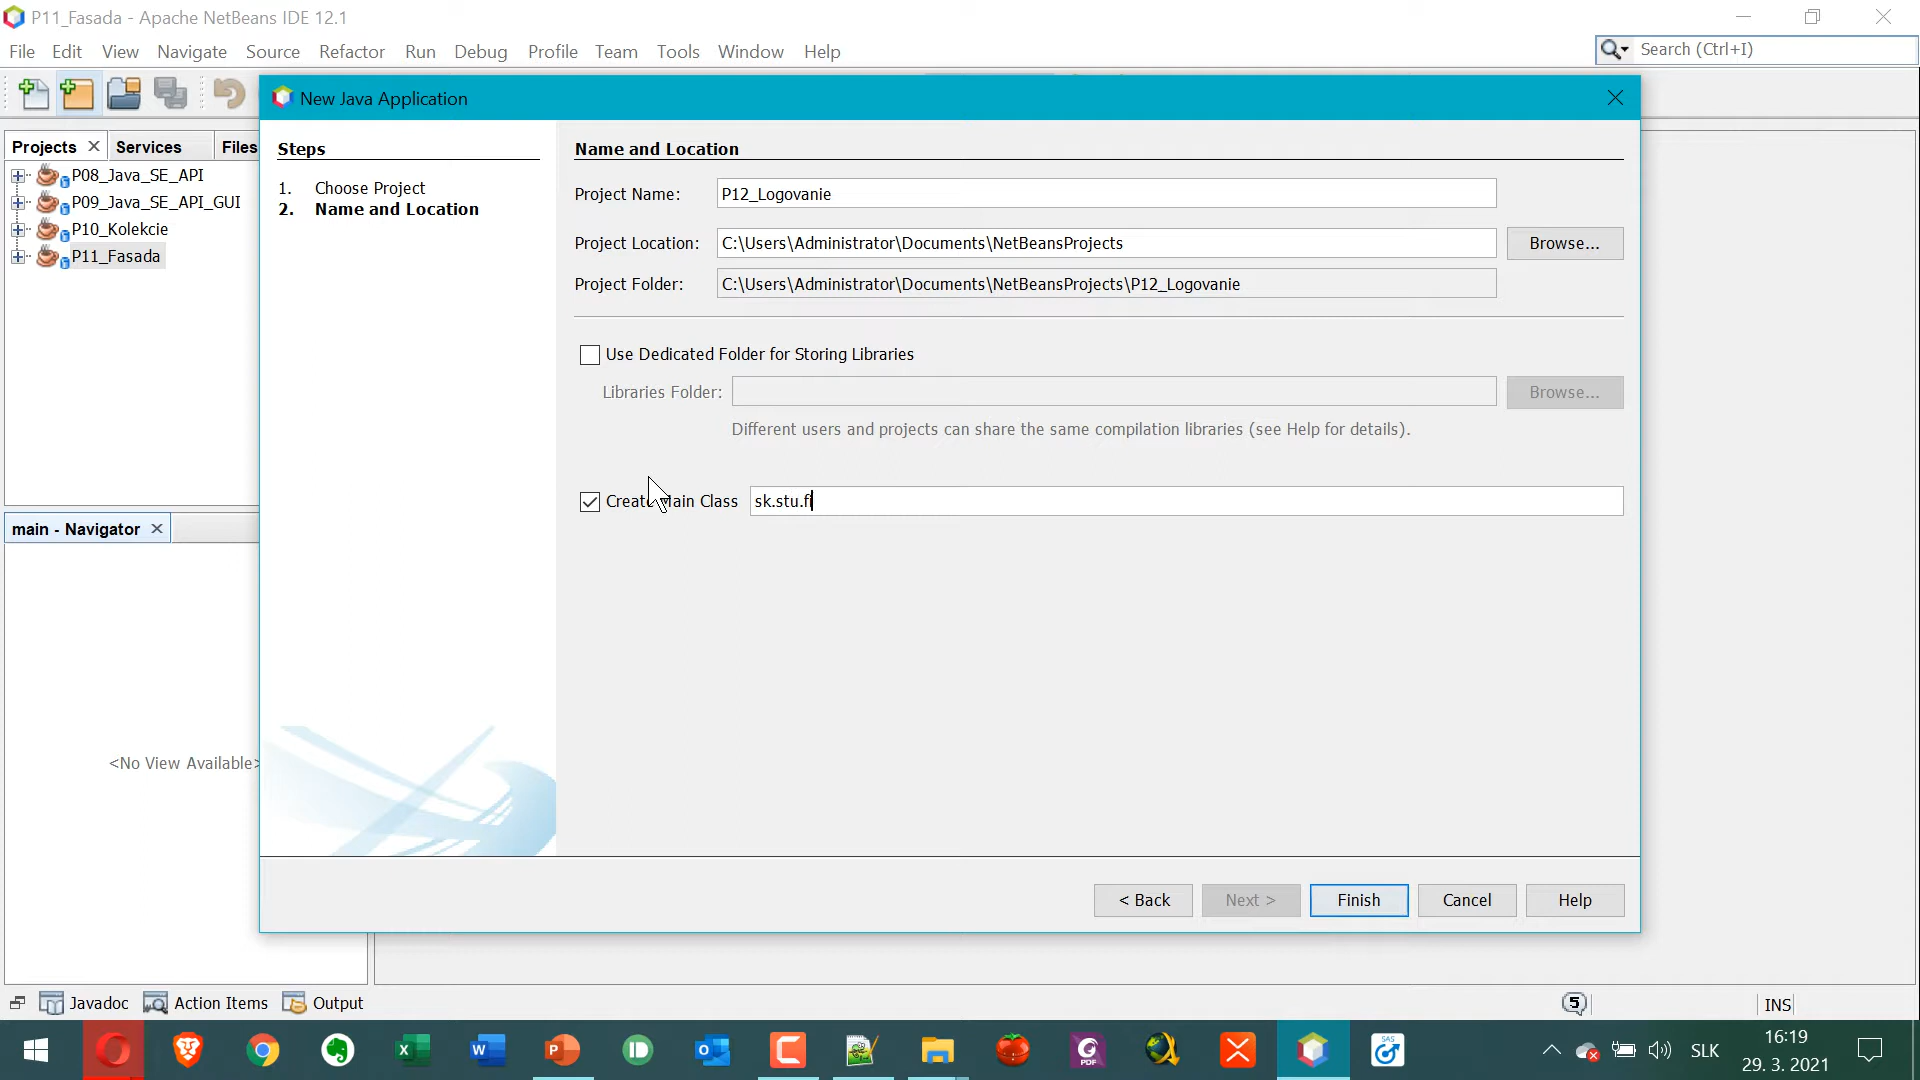 P11_Fasada - Apache NetBeans IDE 12.1
File Edit View Navigate Source Refactor Run Debug Profile Team Tools Window Help
Search (Ctrl+I)
New Java Application
Projects Services Files
P08_Java_SE_API
P09_Java_SE_API_GUI
P10_Kolekcie
P11_Fasada
main - Navigator
<No View Available>
Steps
1. Choose Project
2. Name and Location
Name and Location
Project Name: P12_Logovanie
Project Location: C:\Users\Administrator\Documents\NetBeansProjects Browse...
Project Folder: C:\Users\Administrator\Documents\NetBeansProjects\P12_Logovanie
Use Dedicated Folder for Storing Libraries
Libraries Folder: Browse...
Different users and projects can share the same compilation libraries (see Help for details).
Create Main Class sk.stu.fi
< Back Next > Finish Cancel Help
Javadoc Action Items Output
5
INS
SLK
16:19
29. 3. 2021
PDF
SAS